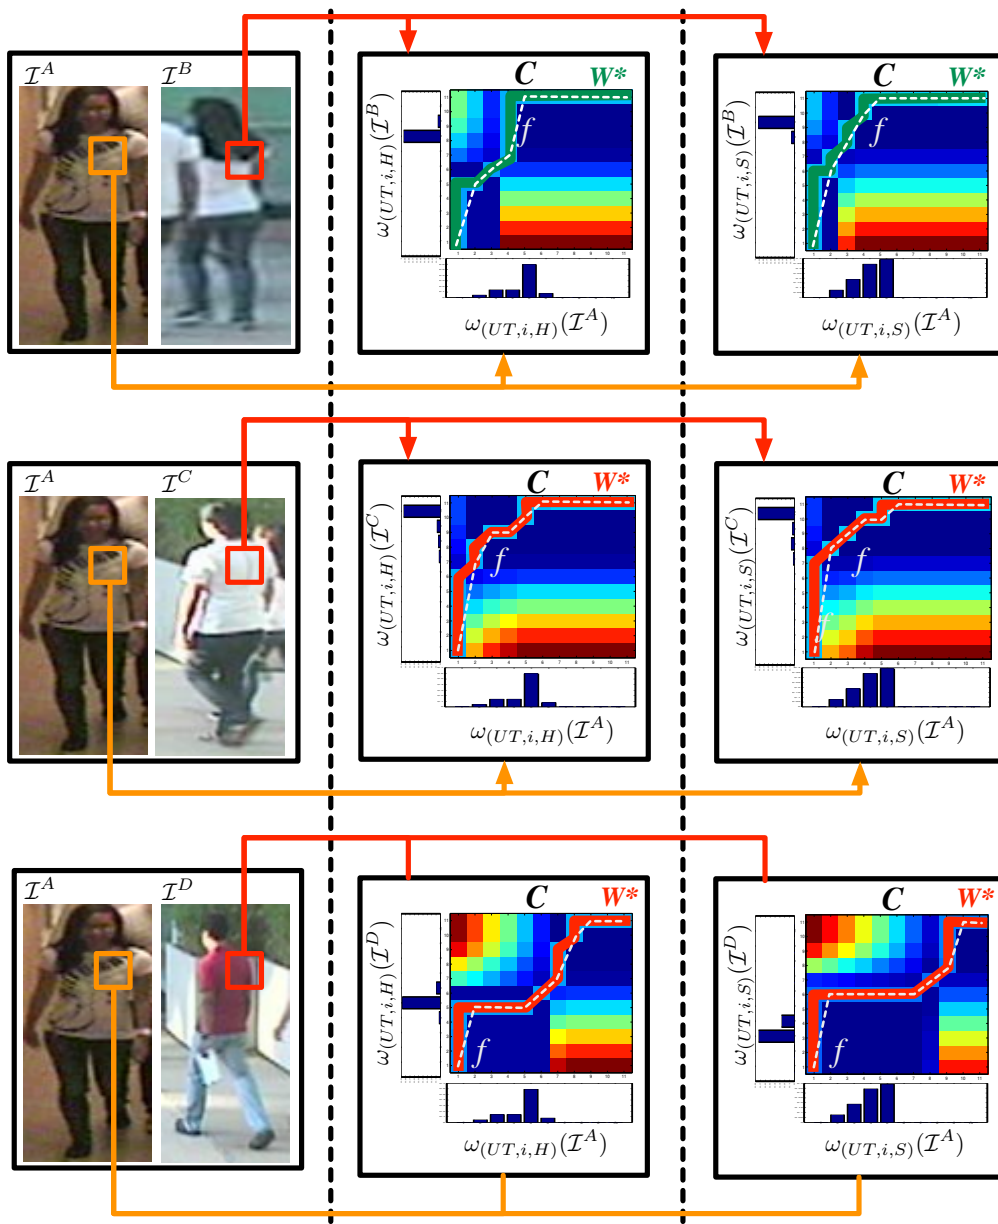 𝓘^A 𝓘^B
C W*
f
ω_(UT,i,H)(𝓘^B)
ω_(UT,i,H)(𝓘^A)
C W*
f
ω_(UT,i,S)(𝓘^B)
ω_(UT,i,S)(𝓘^A)
𝓘^A 𝓘^C
C W*
f
ω_(UT,i,H)(𝓘^C)
ω_(UT,i,H)(𝓘^A)
C W*
f
f
ω_(UT,i,S)(𝓘^C)
ω_(UT,i,S)(𝓘^A)
𝓘^A 𝓘^D
C W*
f
ω_(UT,i,H)(𝓘^D)
ω_(UT,i,H)(𝓘^A)
C W*
f
ω_(UT,i,S)(𝓘^D)
ω_(UT,i,S)(𝓘^A)